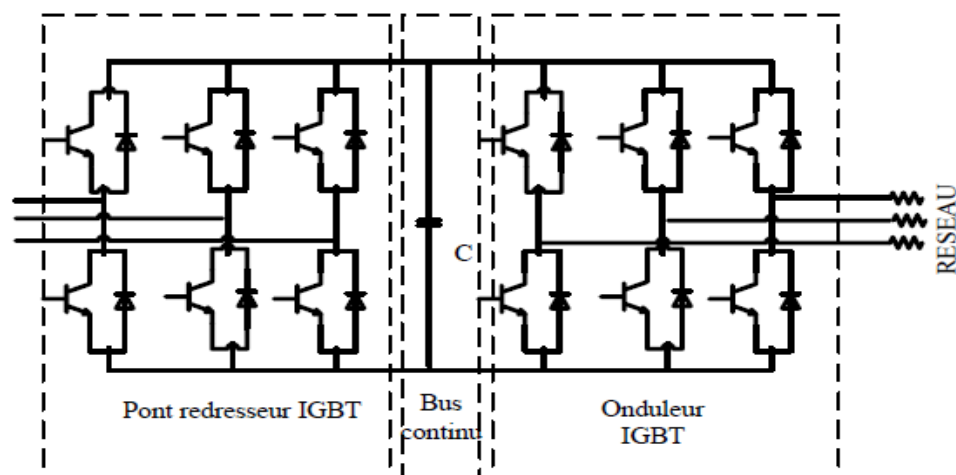 C
RESEAU
Pont redresseur IGBT
Bus
continu
Onduleur
IGBT